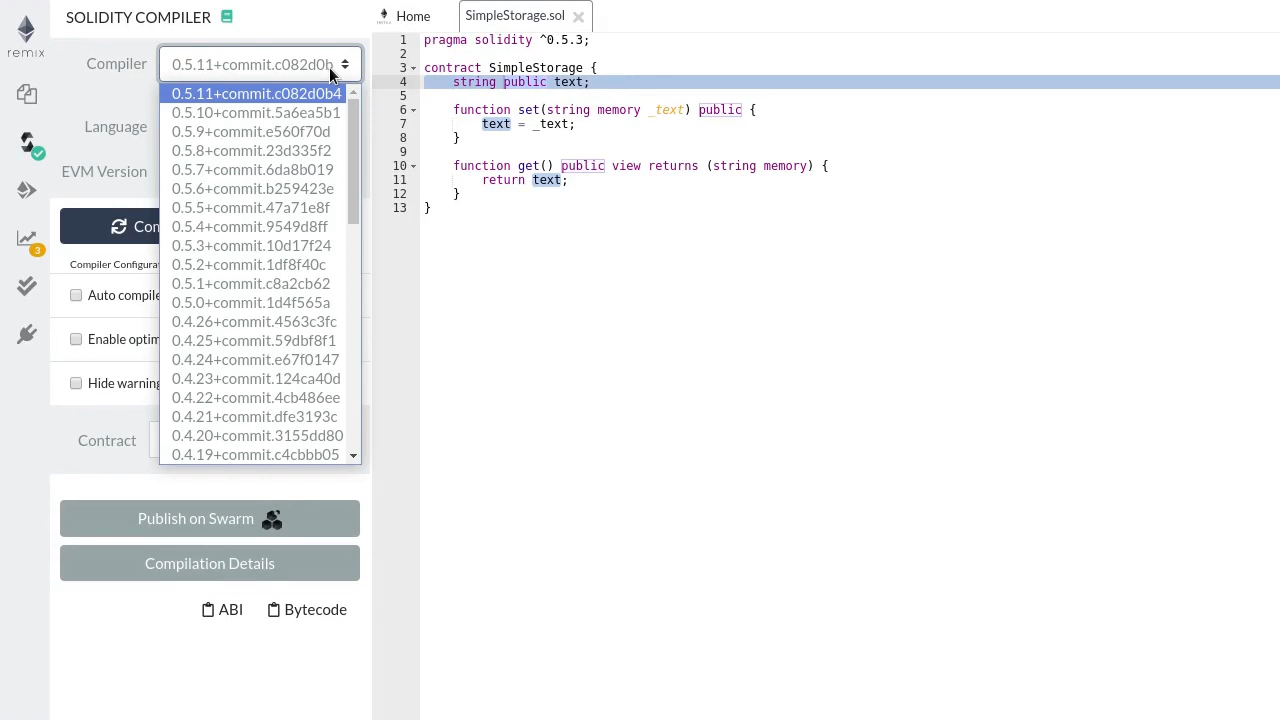 SOLIDITY COMPILER
remix
Home
SimpleStorage.sol
Compiler
0.5.11+commit.c082d0b
0.5.11+commit.c082d0b4
0.5.10+commit.5a6ea5b1
0.5.9+commit.e560f70d
0.5.8+commit.23d335f2
0.5.7+commit.6da8b019
0.5.6+commit.b259423e
0.5.5+commit.47a71e8f
0.5.4+commit.9549d8ff
0.5.3+commit.10d17f24
0.5.2+commit.1df8f40c
0.5.1+commit.c8a2cb62
0.5.0+commit.1d4f565a
0.4.26+commit.4563c3fc
0.4.25+commit.59dbf8f1
0.4.24+commit.e67f0147
0.4.23+commit.124ca40d
0.4.22+commit.4cb486ee
0.4.21+commit.dfe3193c
0.4.20+commit.3155dd80
0.4.19+commit.c4cbbb05
Language
EVM Version
Com
Compiler Configurat
Auto compile
Enable optim
Hide warning
3
Contract
Publish on Swarm
Compilation Details
ABI
Bytecode
1 pragma solidity ^0.5.3;
2
3 contract SimpleStorage {
4 string public text;
5
6 function set(string memory _text) public {
7 text = _text;
8 }
9
10 function get() public view returns (string memory) {
11 return text;
12 }
13 }